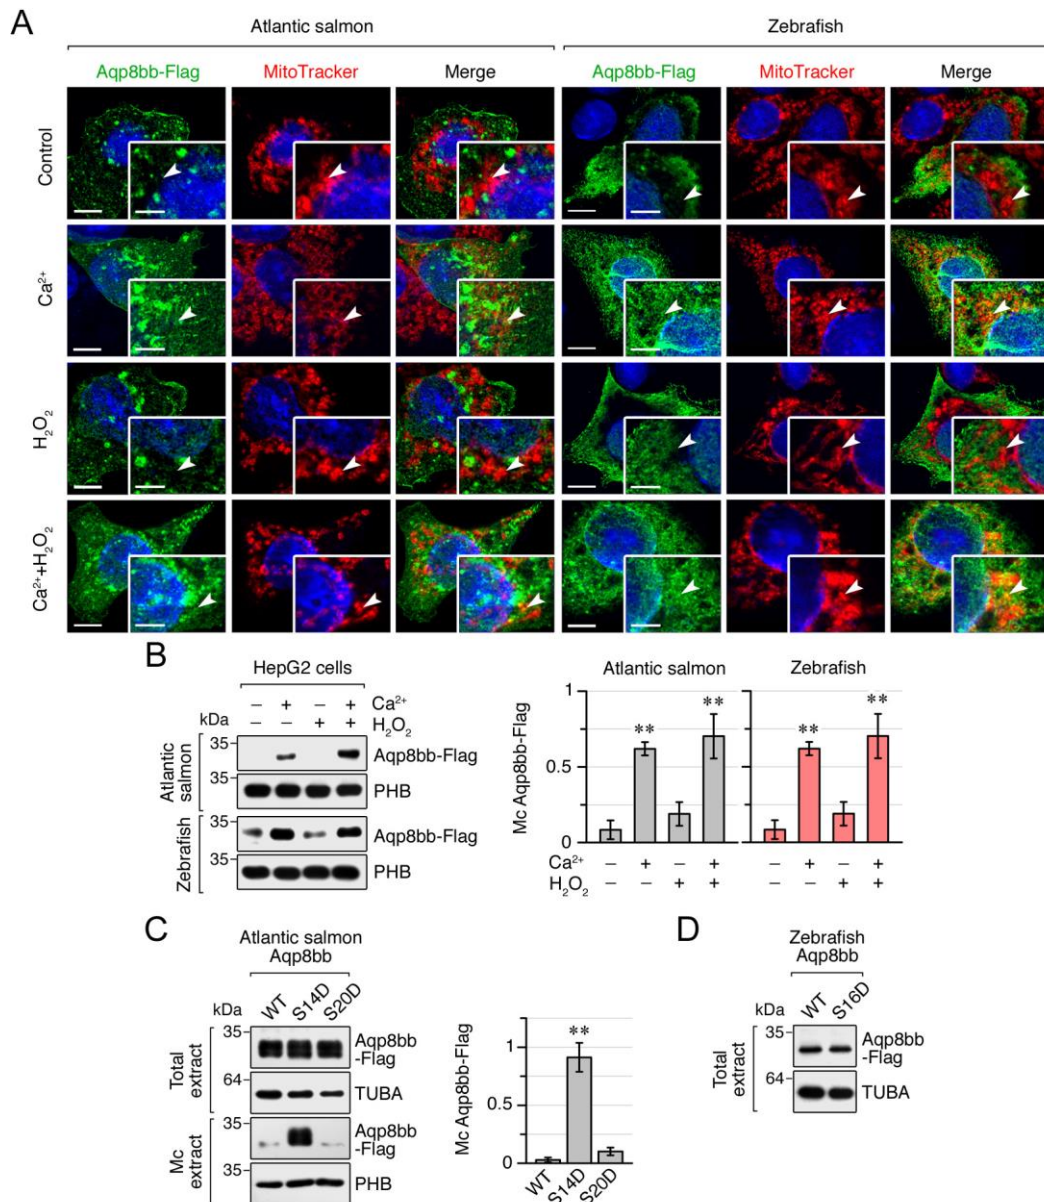 A
Atlantic salmon
Zebrafish
Aqp8bb-Flag
MitoTracker
Merge
Aqp8bb-Flag
MitoTracker
Merge
Control
Ca²⁺
H₂O₂
Ca²⁺+H₂O₂
B
HepG2 cells
− + − + Ca²⁺
kDa − − + + H₂O₂
Atlantic salmon
35
Aqp8bb-Flag
35
PHB
Zebrafish
35
Aqp8bb-Flag
35
PHB
Atlantic salmon
Zebrafish
Mc Aqp8bb-Flag
1
0
** **
** **
Ca²⁺ − + − + − + − +
H₂O₂ − − + + − − + +
C
Atlantic salmon
Aqp8bb
kDa WT S14D S20D
Total extract
35
Aqp8bb
-Flag
64
TUBA
Mc extract
35
Aqp8bb
-Flag
35
PHB
Mc Aqp8bb-Flag
1
0.5
0
**
WT S14D S20D
D
Zebrafish
Aqp8bb
kDa WT S16D
Total extract
35
Aqp8bb
-Flag
64
TUBA